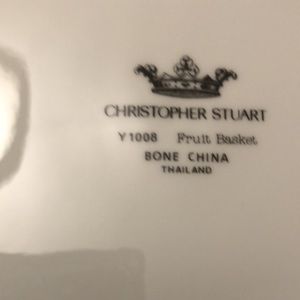 CHRISTOPHER STUART
Y1008 Fruit Basket
BONE CHINA
THAILAND